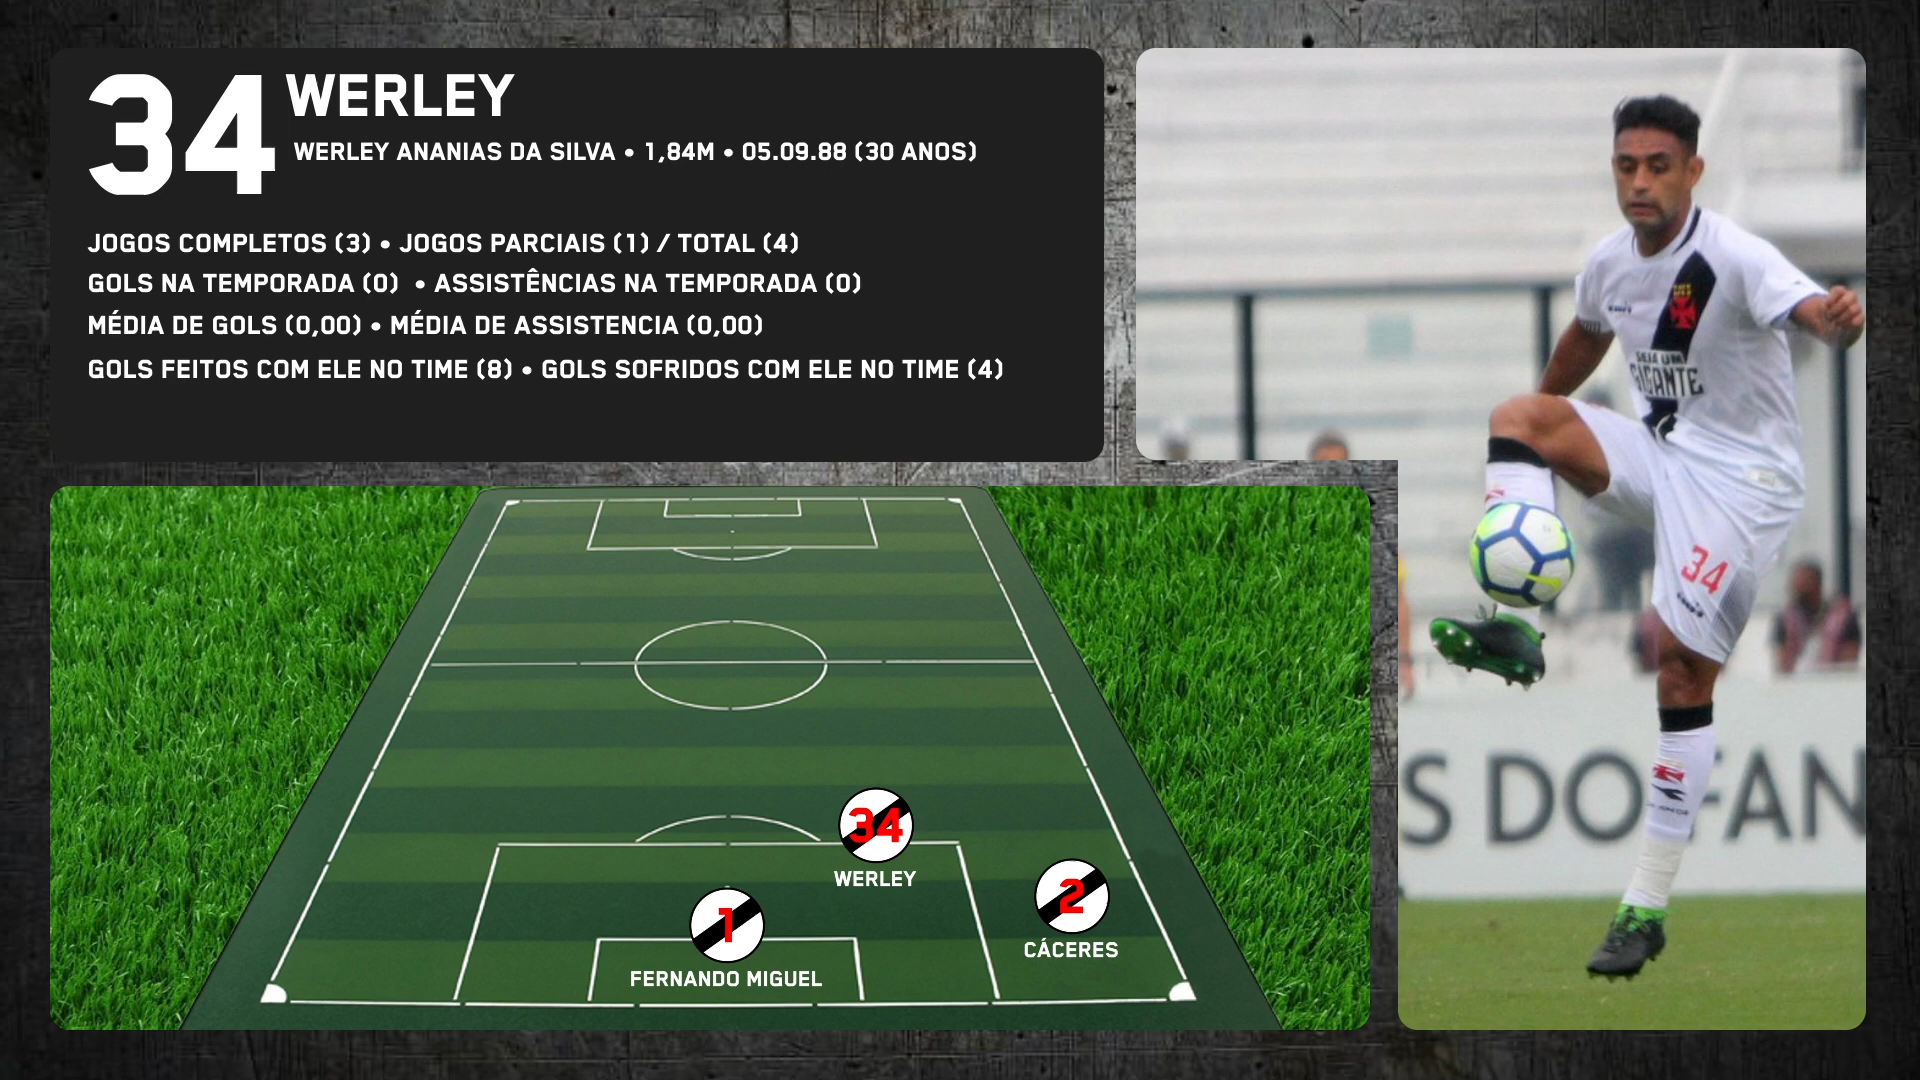 34
WERLEY
WERLEY ANANIAS DA SILVA • 1,84M • 05.09.88 (30 ANOS)
JOGOS COMPLETOS (3) • JOGOS PARCIAIS (1) / TOTAL (4)
GOLS NA TEMPORADA (0) • ASSISTÊNCIAS NA TEMPORADA (0)
MÉDIA DE GOLS (0,00) • MÉDIA DE ASSISTENCIA (0,00)
GOLS FEITOS COM ELE NO TIME (8) • GOLS SOFRIDOS COM ELE NO TIME (4)
GIGANTE
34
S DO FAN
34
WERLEY
2
CÁCERES
1
FERNANDO MIGUEL